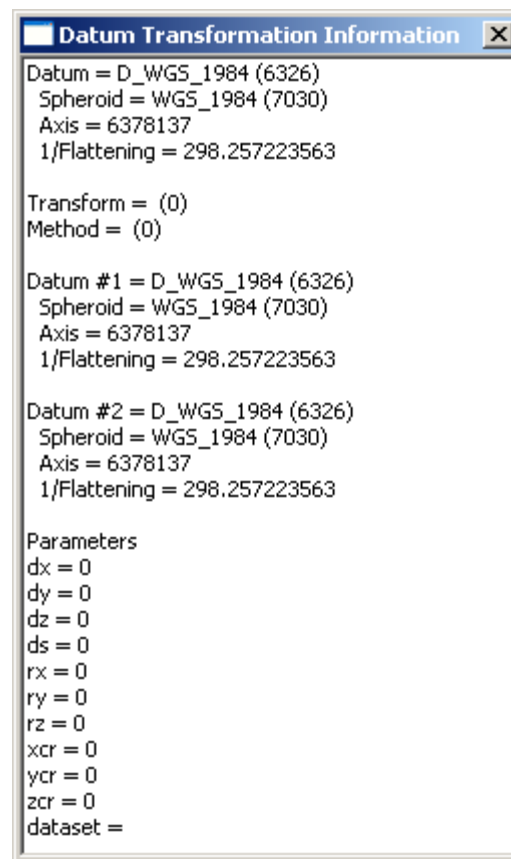 Datum Transformation Information
Datum = D_WGS_1984 (6326)
Spheroid = WGS_1984 (7030)
Axis = 6378137
1/Flattening = 298.257223563
Transform = (0)
Method = (0)
Datum #1 = D_WGS_1984 (6326)
Spheroid = WGS_1984 (7030)
Axis = 6378137
1/Flattening = 298.257223563
Datum #2 = D_WGS_1984 (6326)
Spheroid = WGS_1984 (7030)
Axis = 6378137
1/Flattening = 298.257223563
Parameters
dx = 0
dy = 0
dz = 0
ds = 0
rx = 0
ry = 0
rz = 0
xcr = 0
ycr = 0
zcr = 0
dataset =